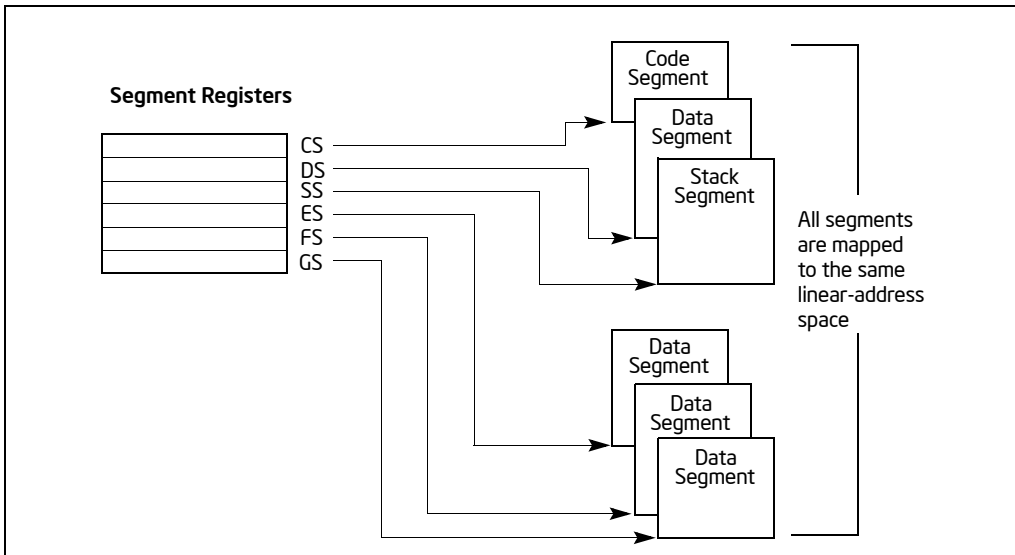 Segment Registers
CS
DS
SS
ES
FS
GS
Code
Segment
Data
Segment
Stack
Segment
Data
Segment
Data
Segment
Data
Segment
All segments
are mapped
to the same
linear-address
space